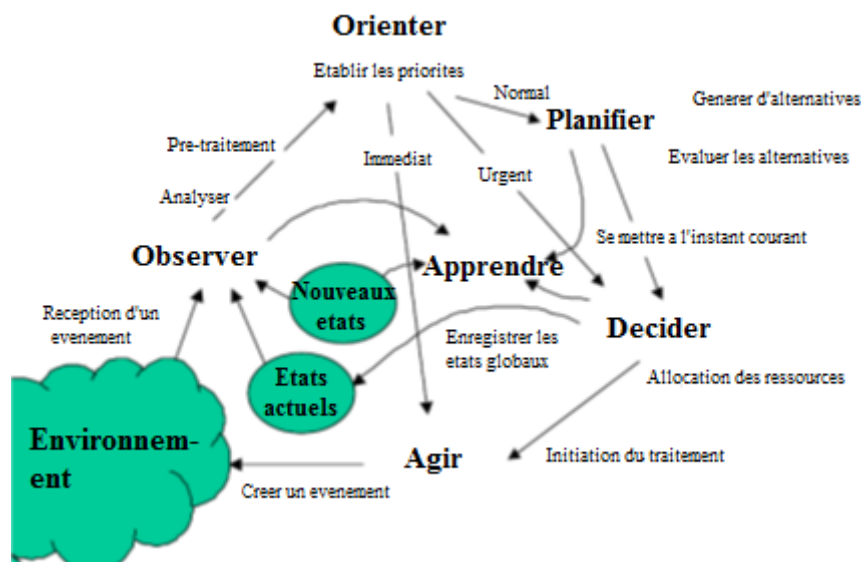 Orienter
Etablir les priorites
Normal
Generer d'alternatives
Planifier
Pre-traitement
Immediat
Evaluer les alternatives
Urgent
Analyser
Se mettre a l'instant courant
Observer
Apprendre
Nouveaux
etats
Reception d'un
evenement
Enregistrer les
etats globaux
Decider
Etats
actuels
Allocation des ressources
Environnem-
ent
Agir
Initiation du traitement
Creer un evenement